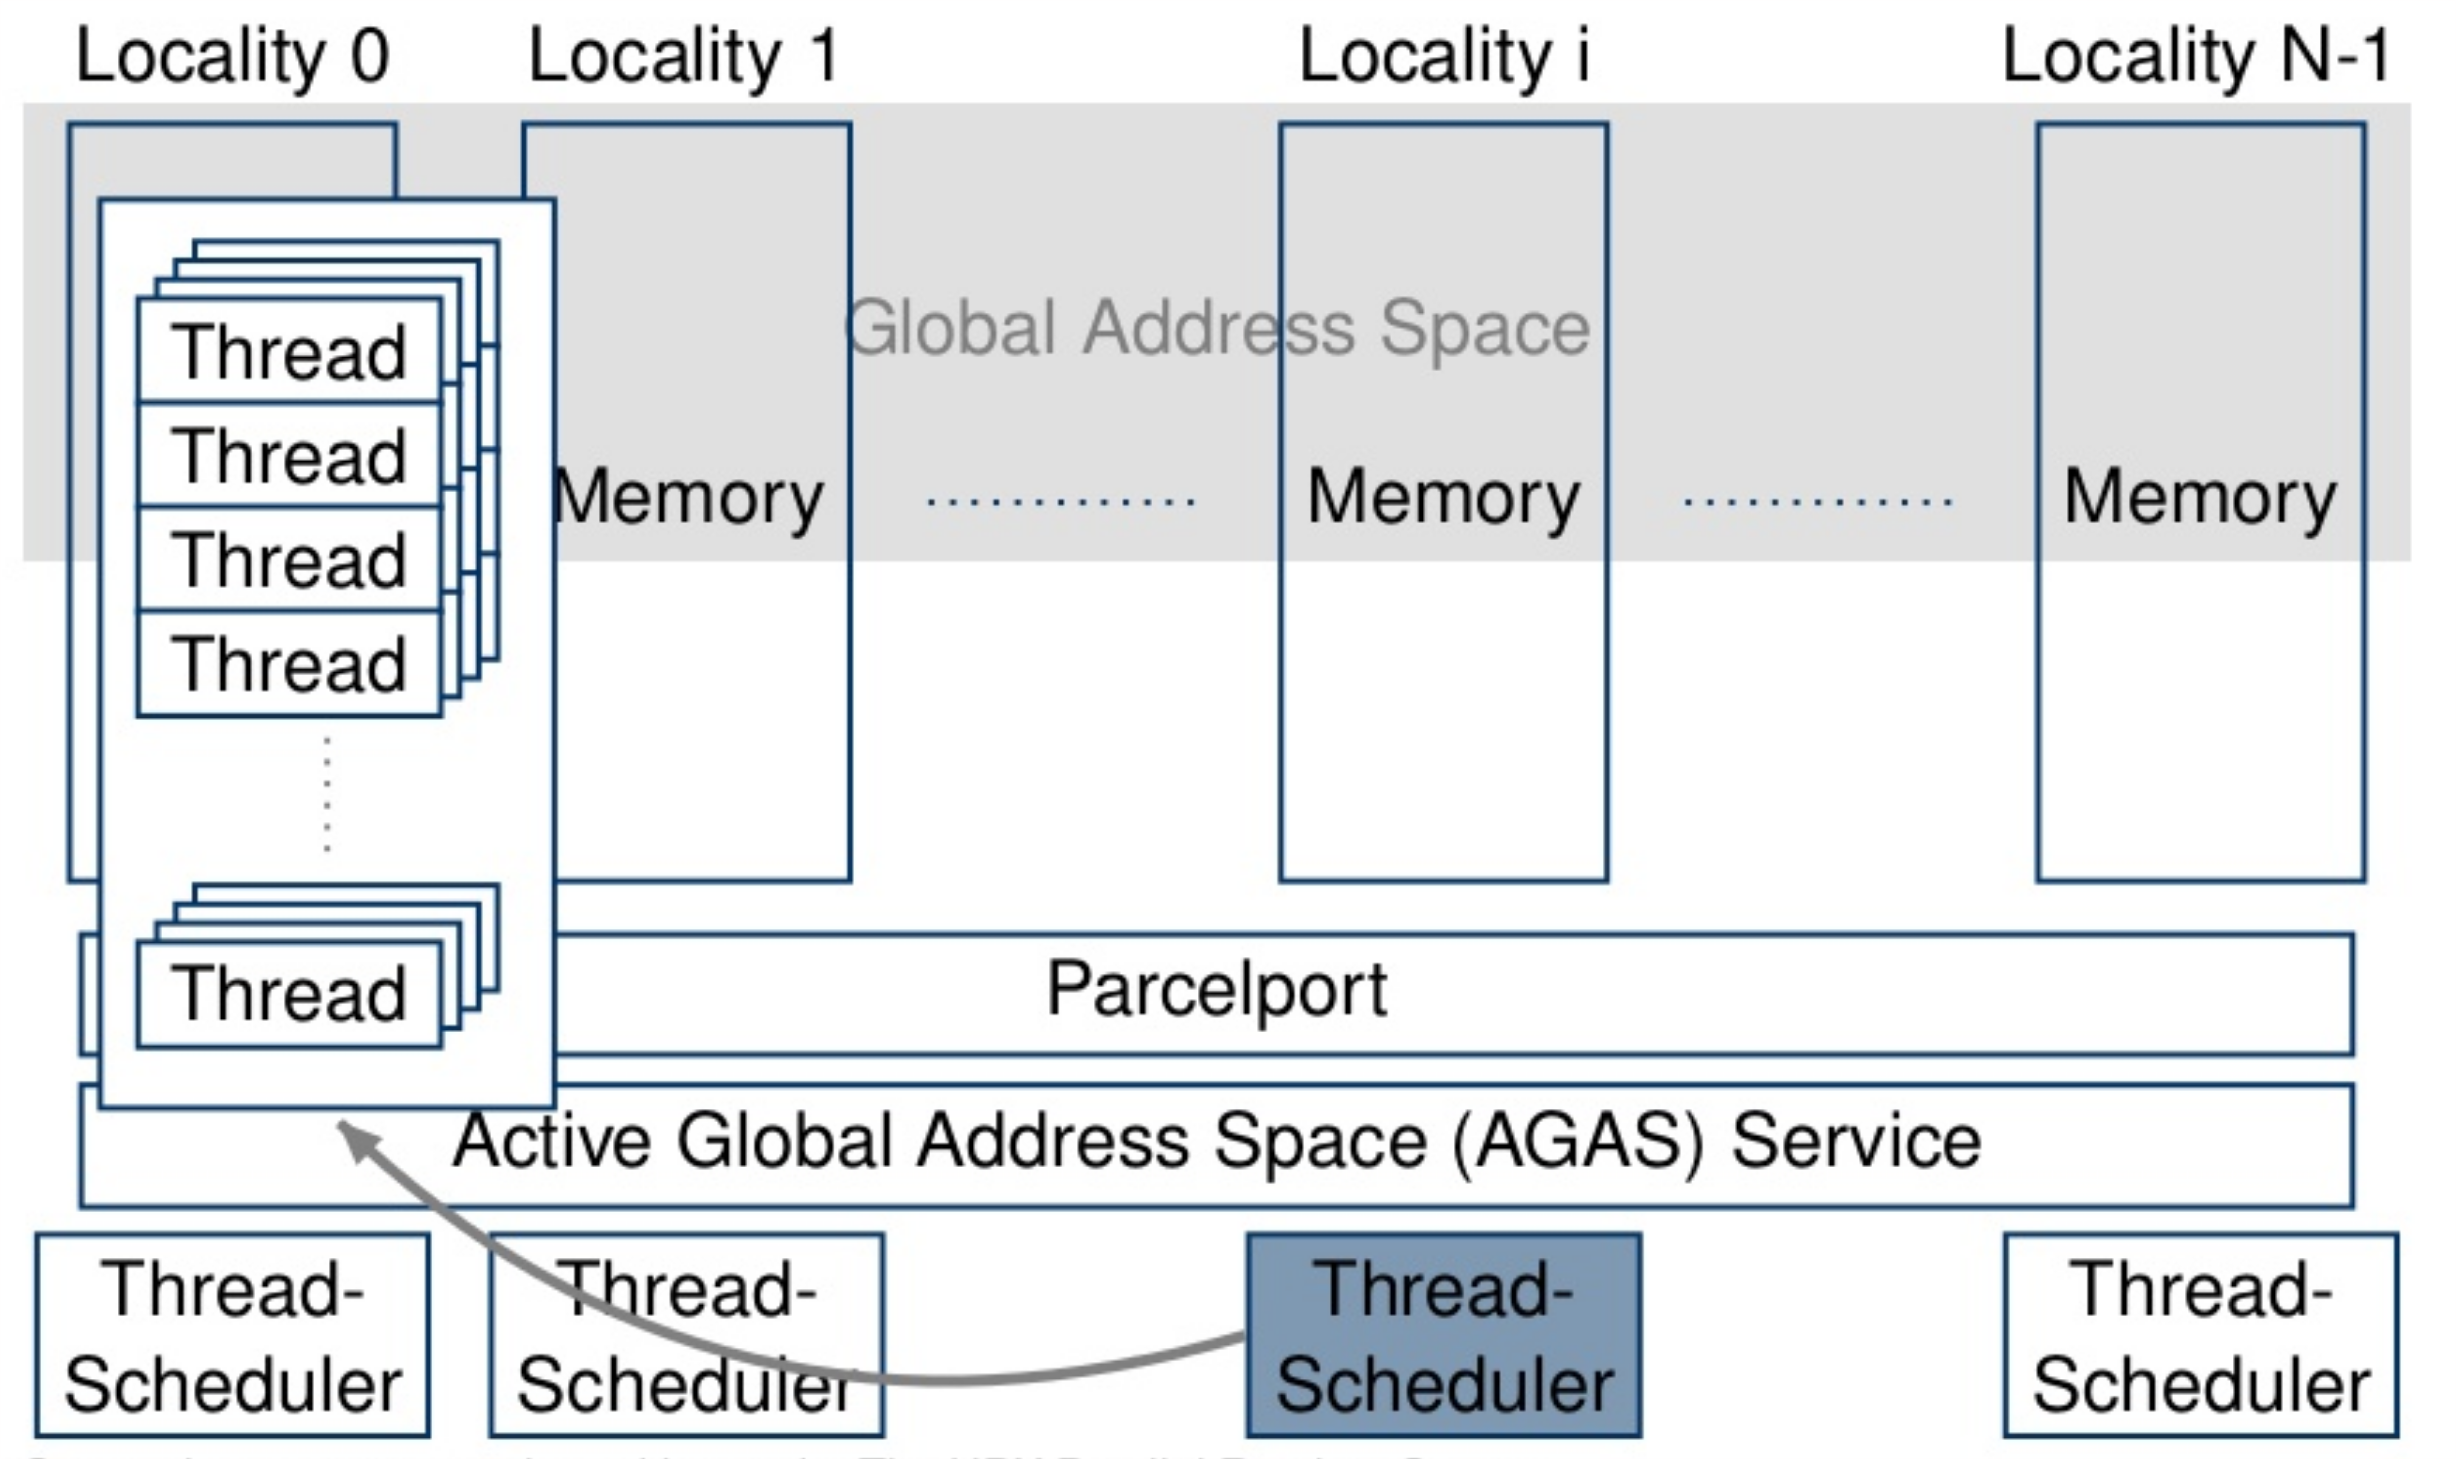 Locality 0
Locality 1
Locality i
Locality N-1
Global Address Space
Thread
Thread
Thread
Thread
Thread
Memory
Memory
Memory
Parcelport
Active Global Address Space (AGAS) Service
Thread-
Scheduler
Thread-
Scheduler
Thread-
Scheduler
Thread-
Scheduler